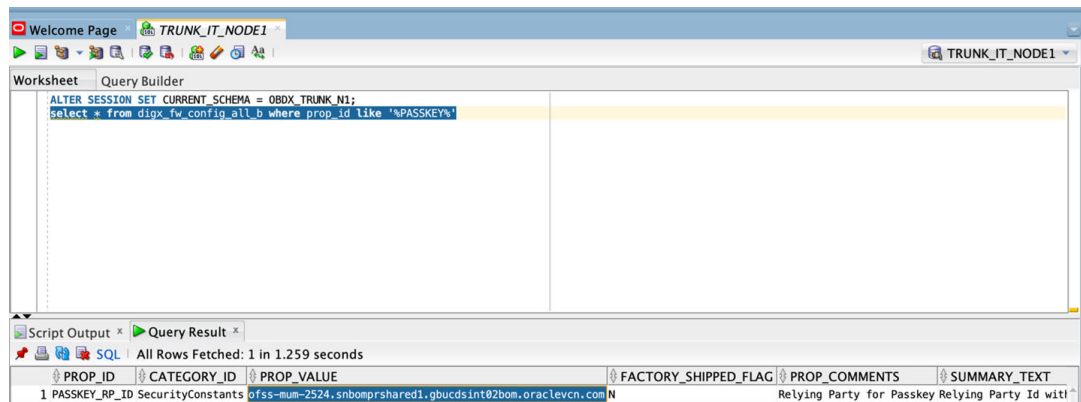 Welcome Page TRUNK_IT_NODE1
TRUNK_IT_NODE1
Worksheet Query Builder
ALTER SESSION SET CURRENT_SCHEMA = OBDX_TRUNK_N1;
select * from digx_fw_config_all_b where prop_id like '%PASSKEY%'
Script Output Query Result
SQL All Rows Fetched: 1 in 1.259 seconds
PROP_ID CATEGORY_ID PROP_VALUE FACTORY_SHIPPED_FLAG PROP_COMMENTS SUMMARY_TEXT
1 PASSKEY_RP_ID SecurityConstants ofss-mum-2524.snbomprshared1.gbucdsint02bom.oraclevcn.com N Relying Party for Passkey Relying Party Id with